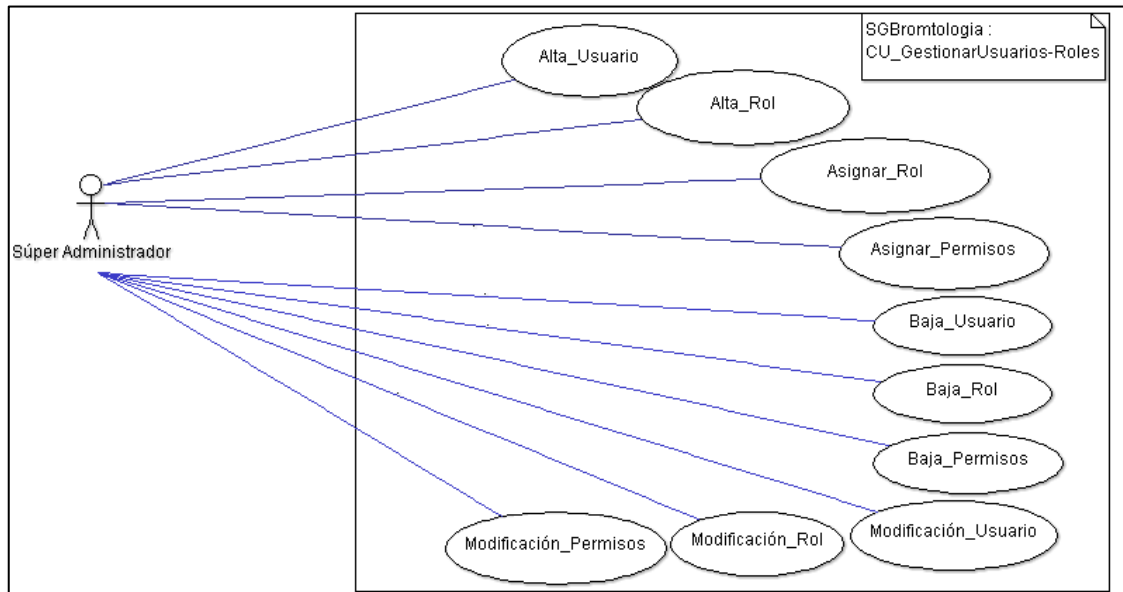 SGBromtologia :
CU_GestionarUsuarios-Roles
Alta_Usuario
Alta_Rol
Asignar_Rol
Súper Administrador
Asignar_Permisos
Baja_Usuario
Baja_Rol
Baja_Permisos
Modificación_Usuario
Modificación_Rol
Modificación_Permisos